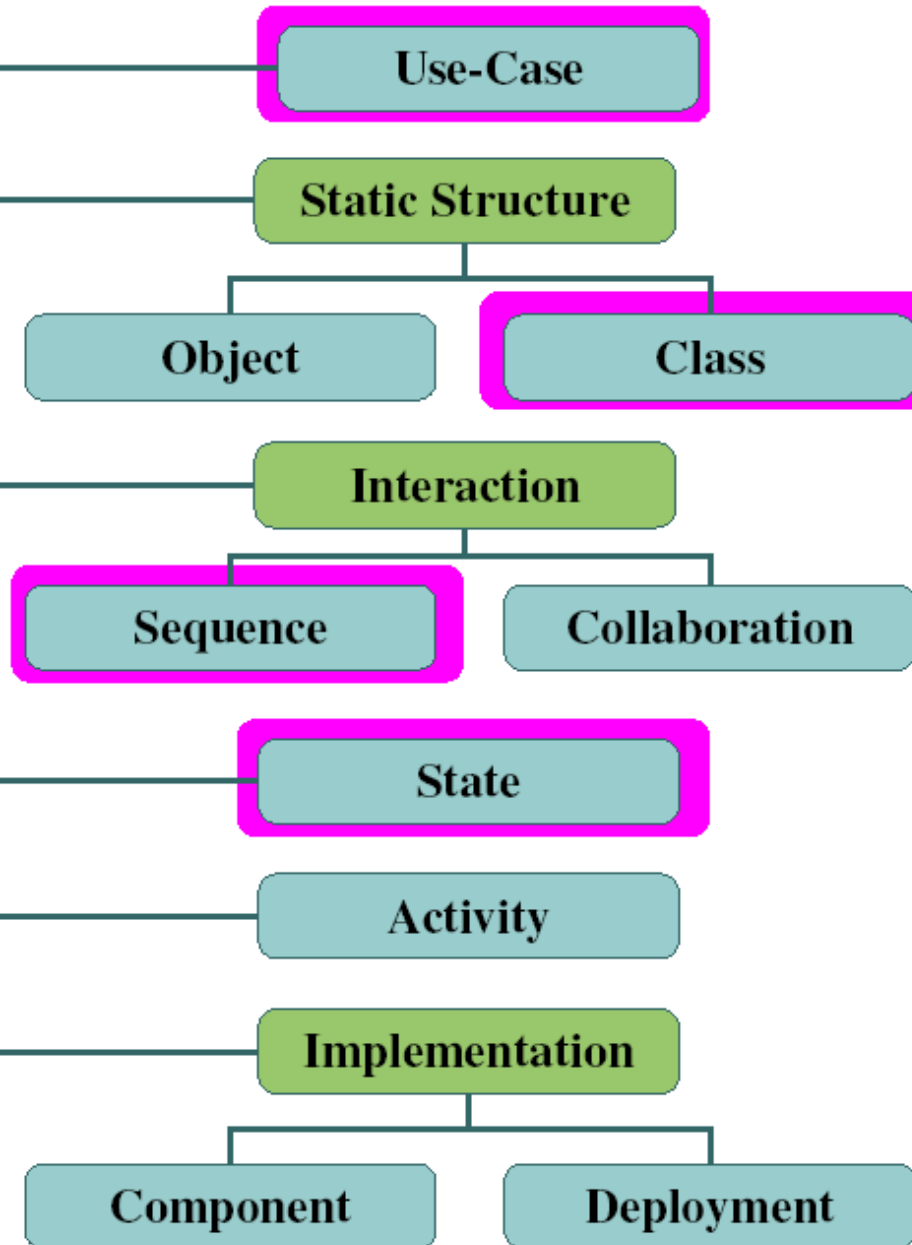 Use-Case
Static Structure
Object
Class
Interaction
Sequence
Collaboration
State
Activity
Implementation
Component
Deployment